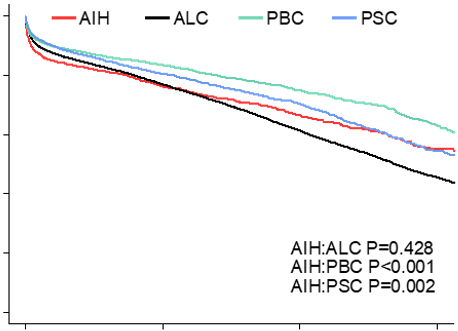 AIH ALC PBC PSC
AIH:ALC P=0.428
AIH:PBC P<0.001
AIH:PSC P=0.002